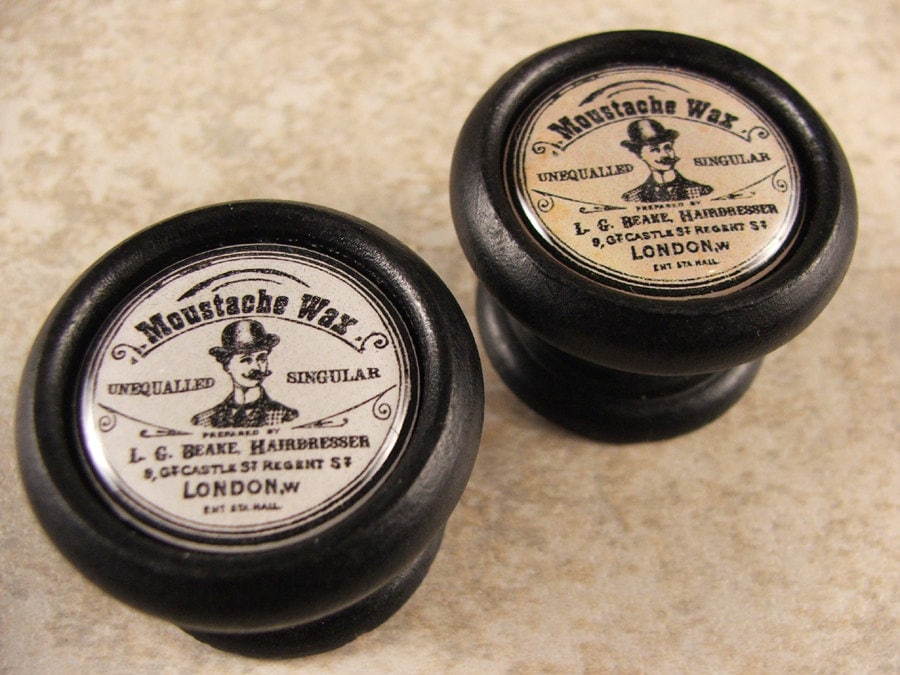 Moustache Wax
UNEQUALLED SINGULAR
PREPARED BY
L. G. BEAKE, HAIRDRESSER
9, GT CASTLE ST REGENT ST
LONDON, W
ENT. STA. HALL.
Moustache Wax
UNEQUALLED SINGULAR
PREPARED BY
L. G. BEAKE, HAIRDRESSER
9, GT CASTLE ST REGENT ST
LONDON, W
ENT. STA. HALL.